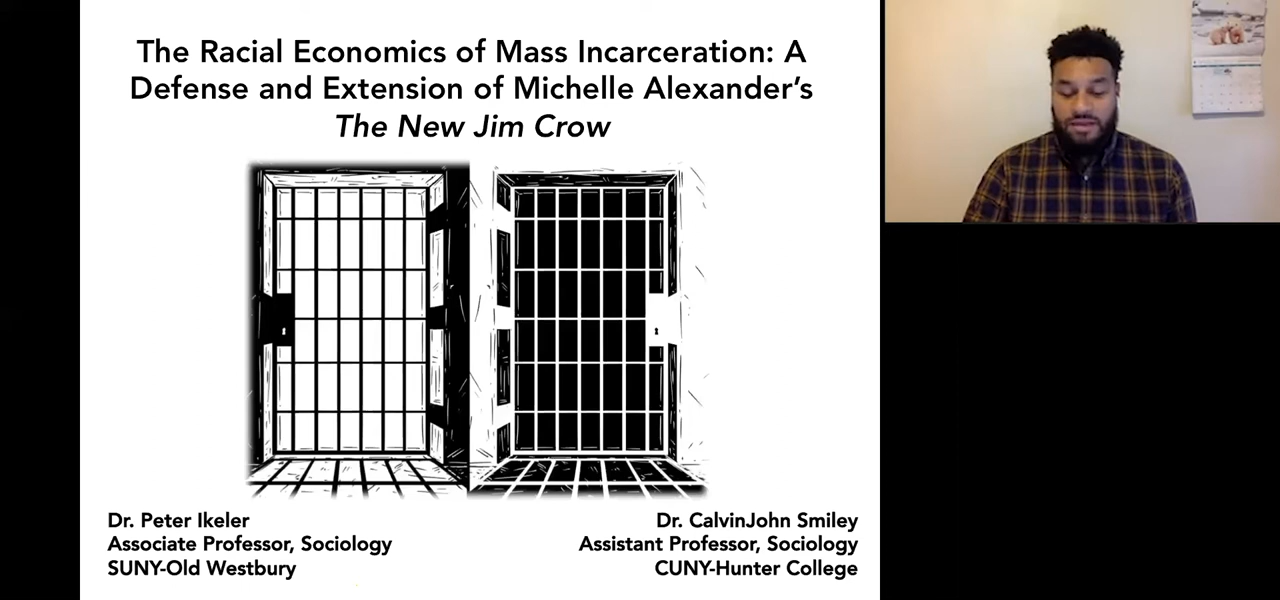 The Racial Economics of Mass Incarceration: A
Defense and Extension of Michelle Alexander’s
The New Jim Crow
Dr. Peter Ikeler
Associate Professor, Sociology
SUNY-Old Westbury
Dr. CalvinJohn Smiley
Assistant Professor, Sociology
CUNY-Hunter College